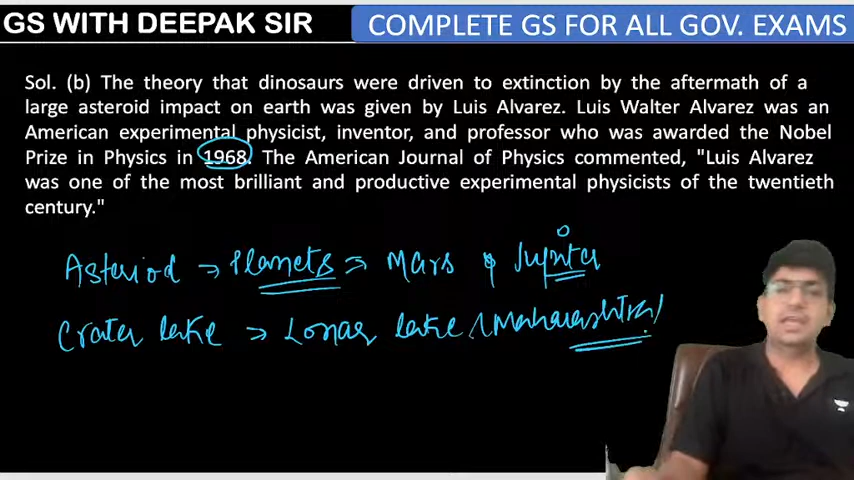 GS WITH DEEPAK SIR
COMPLETE GS FOR ALL GOV. EXAMS
Sol. (b) The theory that dinosaurs were driven to extinction by the aftermath of a
large asteroid impact on earth was given by Luis Alvarez. Luis Walter Alvarez was an
American experimental physicist, inventor, and professor who was awarded the Nobel
Prize in Physics in 1968. The American Journal of Physics commented, "Luis Alvarez
was one of the most brilliant and productive experimental physicists of the twentieth
century."
Asteriod → Planets ⇒ Mars & Jupiter
Crater lake → Lonar lake (Maharashtra)